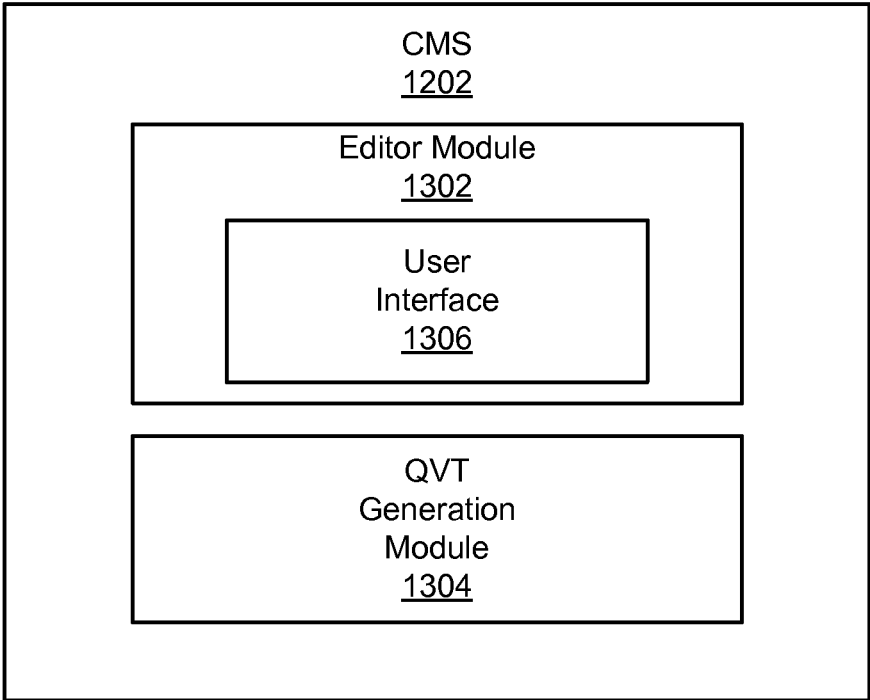 CMS
1202
Editor Module
1302
User
Interface
1306
QVT
Generation
Module
1304